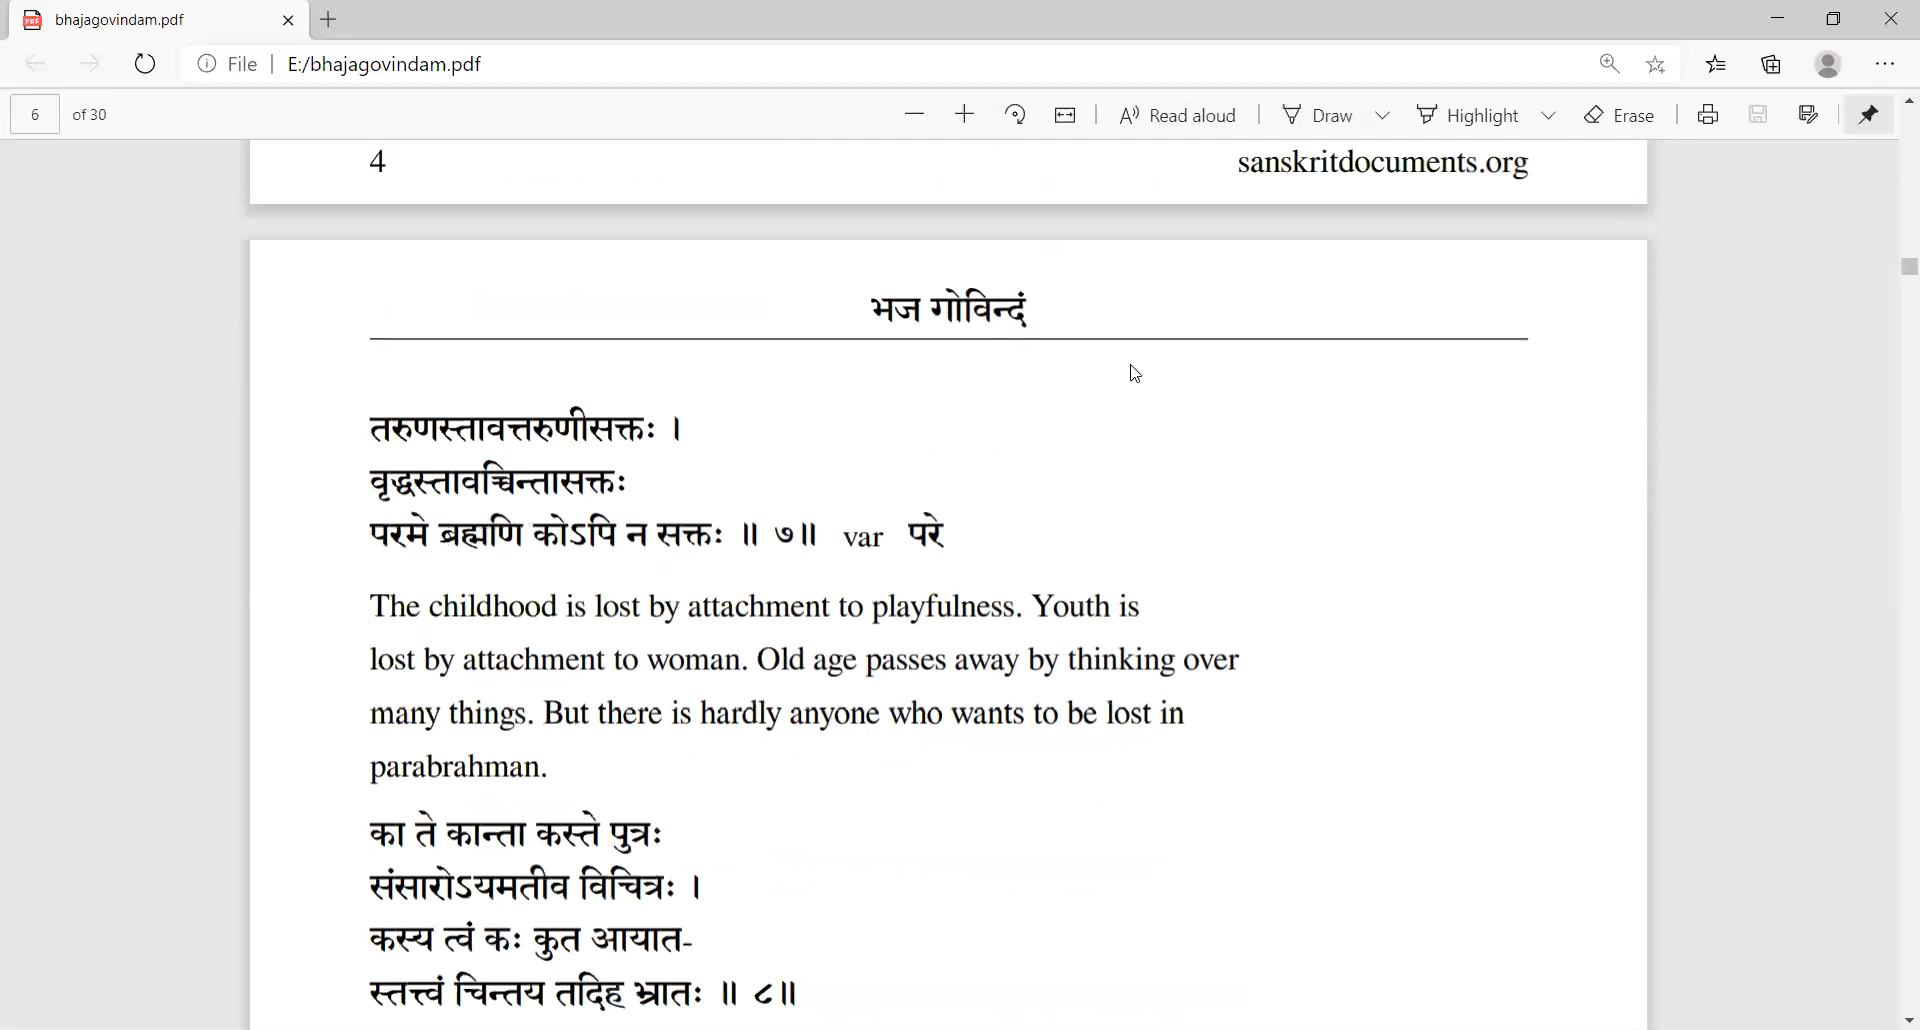 bhajagovindam.pdf
File | E:/bhajagovindam.pdf
6 of 30 Read aloud Draw Highlight Erase
4 sanskritdocuments.org
भज गोविन्दं
तरुणस्तावत्तरुणीसक्तः ।
वृद्धस्तावच्चिन्तासक्तः
परमे ब्रह्मणि कोऽपि न सक्तः ॥ ७॥ var परे
The childhood is lost by attachment to playfulness. Youth is
lost by attachment to woman. Old age passes away by thinking over
many things. But there is hardly anyone who wants to be lost in
parabrahman.
का ते कान्ता कस्ते पुत्रः
संसारोऽयमतीव विचित्रः ।
कस्य त्वं कः कुत आयात-
स्तत्त्वं चिन्तय तदिह भ्रातः ॥ ८॥